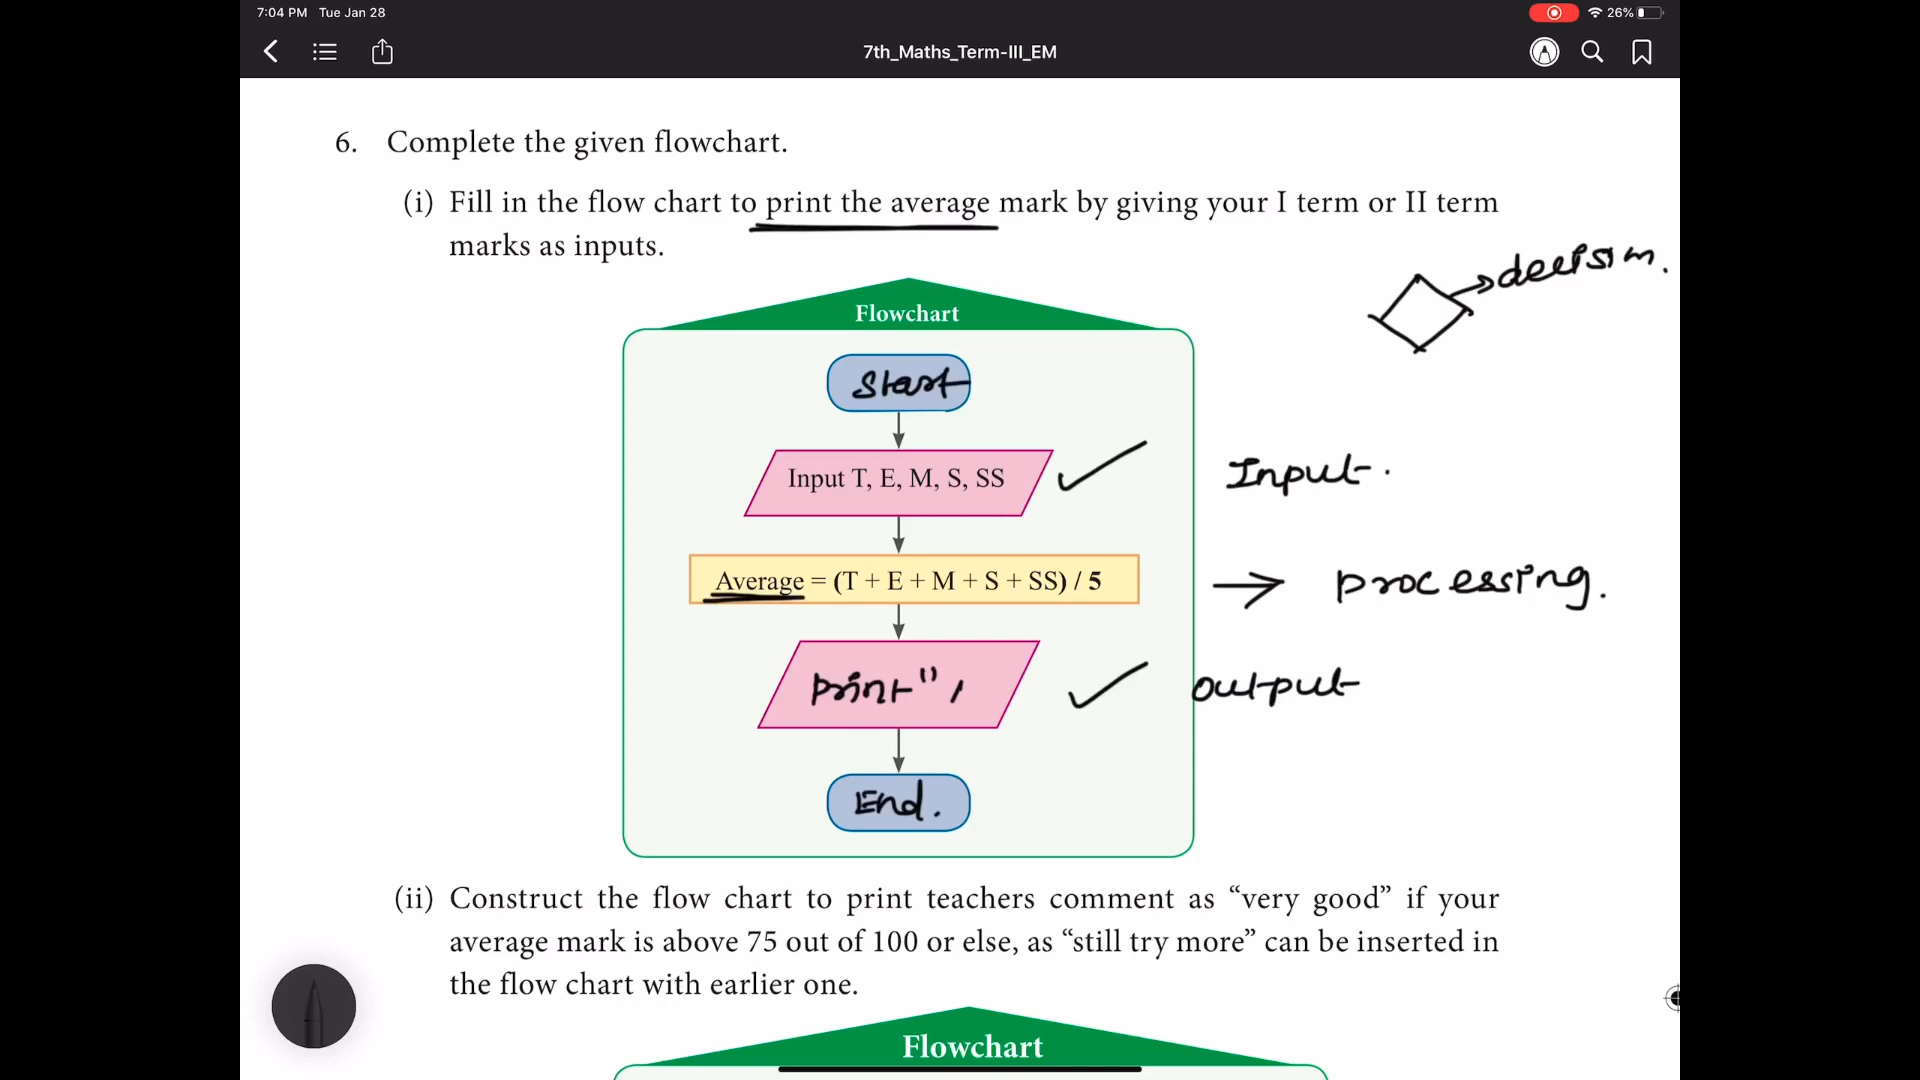 7:04 PM Tue Jan 28
26%
7th_Maths_Term-III_EM
6. Complete the given flowchart.
(i) Fill in the flow chart to print the average mark by giving your I term or II term
marks as inputs.
decision.
Flowchart
Start
Input T, E, M, S, SS
Input.
Average = (T + E + M + S + SS) / 5
→ processing.
print " ,
output
End.
(ii) Construct the flow chart to print teachers comment as “very good” if your
average mark is above 75 out of 100 or else, as “still try more” can be inserted in
the flow chart with earlier one.
Flowchart